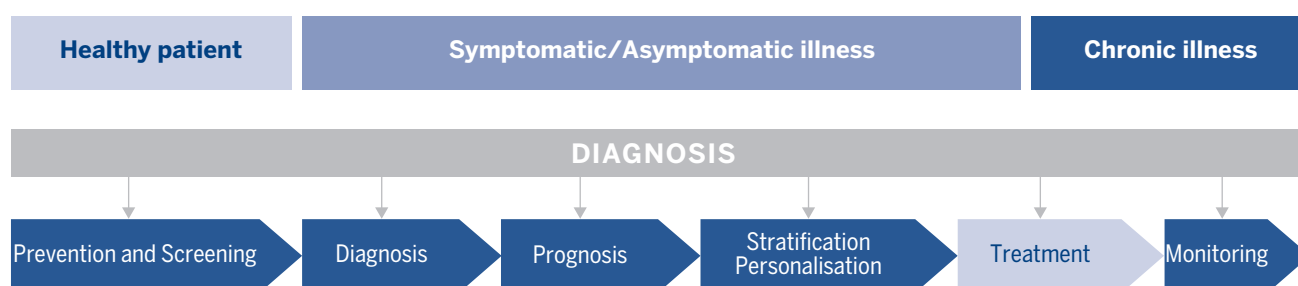 Healthy patient
Symptomatic/Asymptomatic illness
Chronic illness
DIAGNOSIS
Prevention and Screening
Diagnosis
Prognosis
Stratification
Personalisation
Treatment
Monitoring